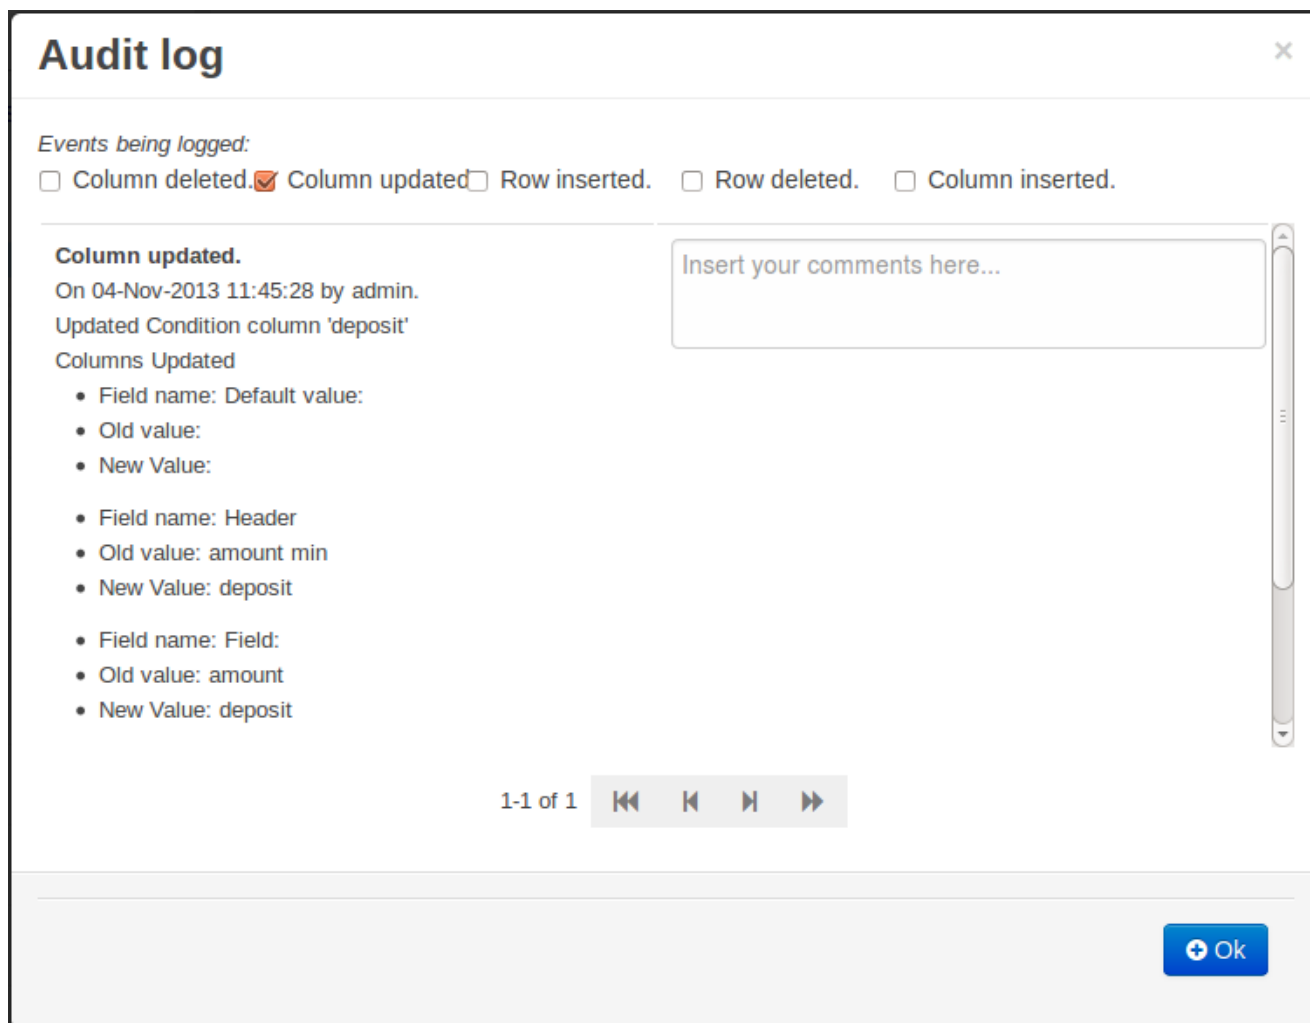 Audit log
×
Events being logged:
Column deleted. Column updated Row inserted. Row deleted. Column inserted.
Column updated.
Insert your comments here...
On 04-Nov-2013 11:45:28 by admin.
Updated Condition column 'deposit'
Columns Updated
• Field name: Default value:
• Old value:
• New Value:
• Field name: Header
• Old value: amount min
• New Value: deposit
• Field name: Field:
• Old value: amount
• New Value: deposit
1-1 of 1
Ok